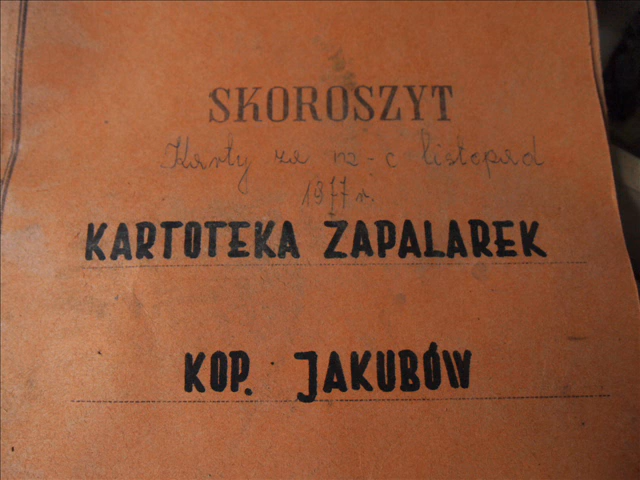 SKOROSZYT
Karty za m-c listopad
1977 r.
KARTOTEKA ZAPALAREK
KOP. JAKUBÓW